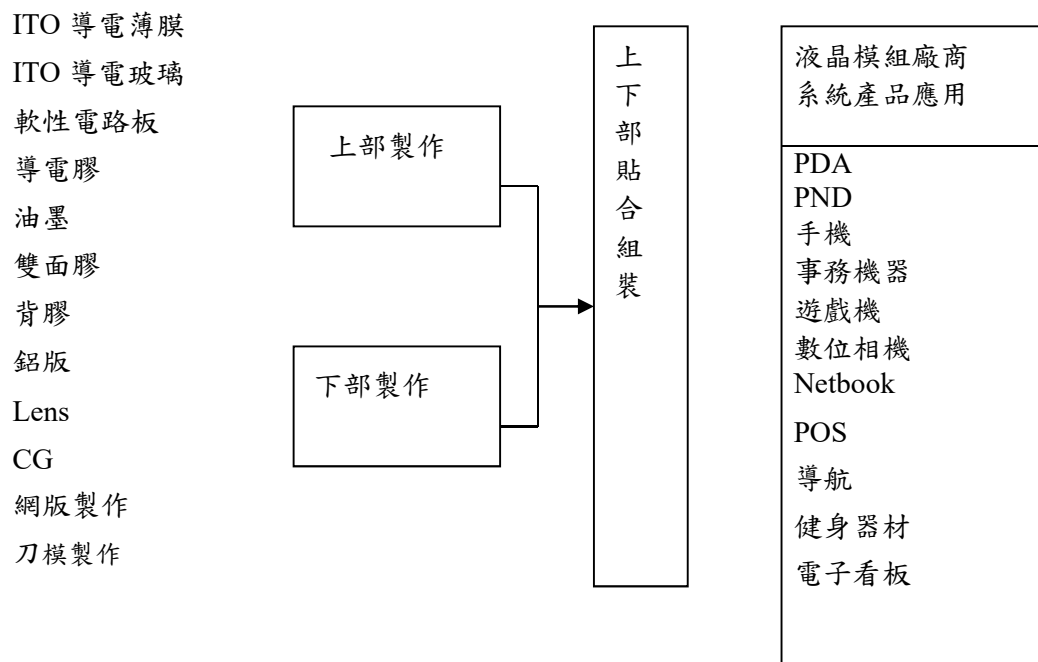 ITO 導電薄膜
ITO 導電玻璃
軟性電路板
導電膠
油墨
雙面膠
背膠
鋁版
Lens
CG
網版製作
刀模製作
上部製作
下部製作
上
下
部
貼
合
組
裝
液晶模組廠商
系統產品應用
PDA
PND
手機
事務機器
遊戲機
數位相機
Netbook
POS
導航
健身器材
電子看板